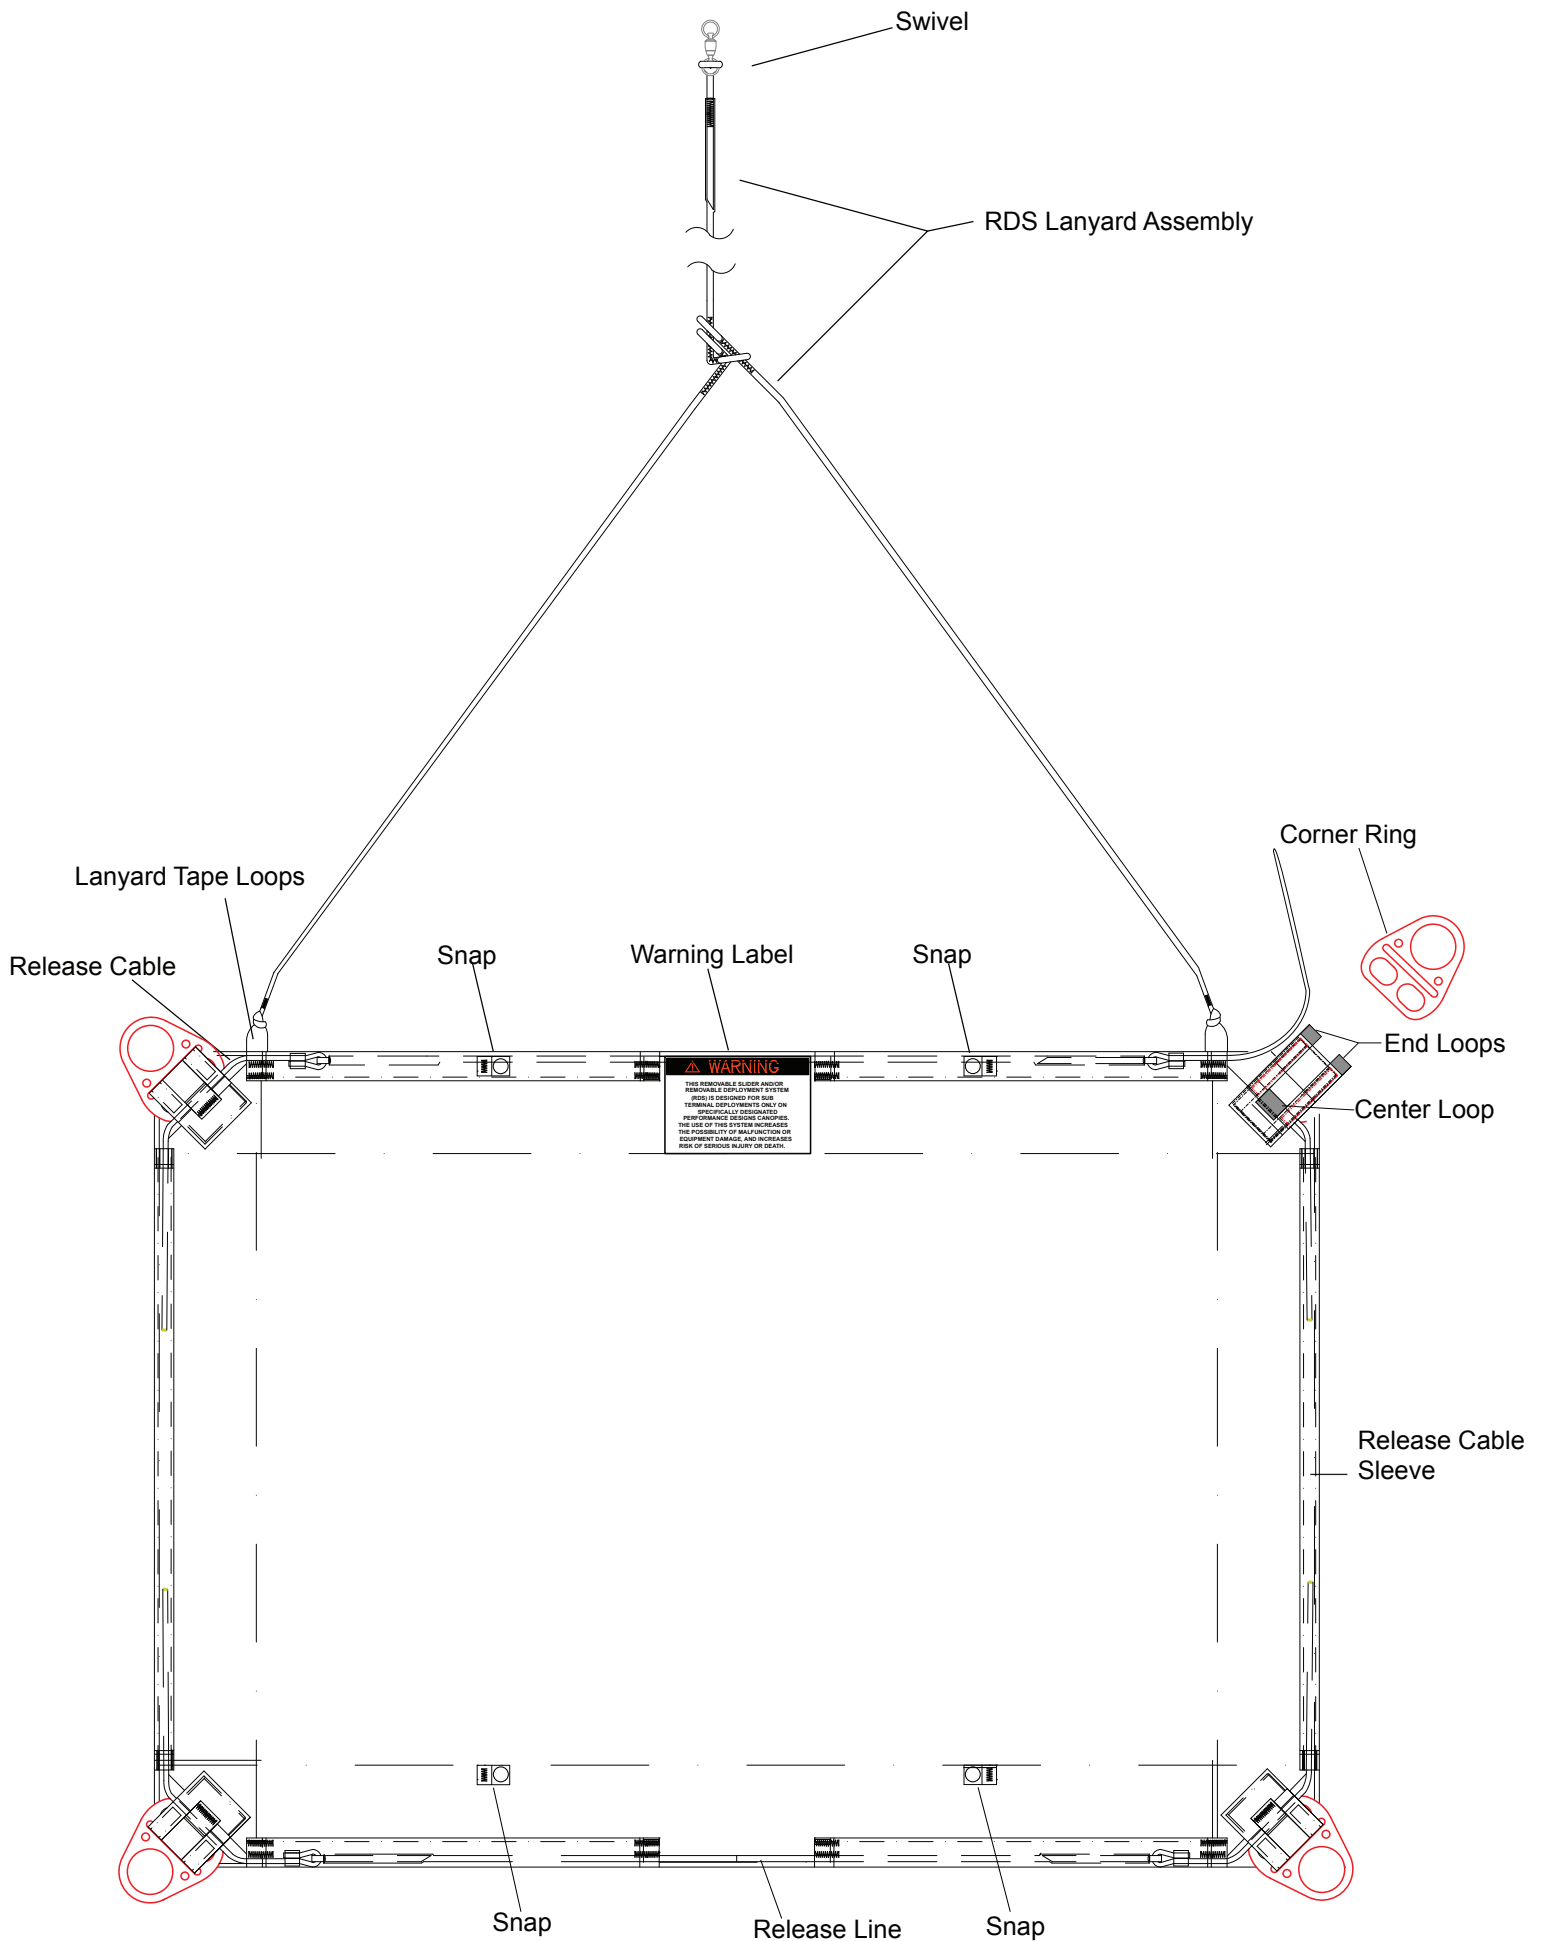 Swivel
RDS Lanyard Assembly
Corner Ring
Lanyard Tape Loops
Release Cable
Snap
Warning Label
Snap
End Loops
Center Loop
⚠ WARNING
THIS REMOVABLE SLIDER AND/OR
REMOVABLE DEPLOYMENT SYSTEM
(RDS) IS DESIGNED FOR SUB
TERMINAL DEPLOYMENTS ONLY ON
SPECIFICALLY DESIGNATED
PERFORMANCE DESIGNS CANOPIES.
THE USE OF THIS SYSTEM INCREASES
THE POSSIBILITY OF MALFUNCTION OR
EQUIPMENT DAMAGE, AND INCREASES
RISK OF SERIOUS INJURY OR DEATH.
Release Cable
Sleeve
Snap
Release Line
Snap